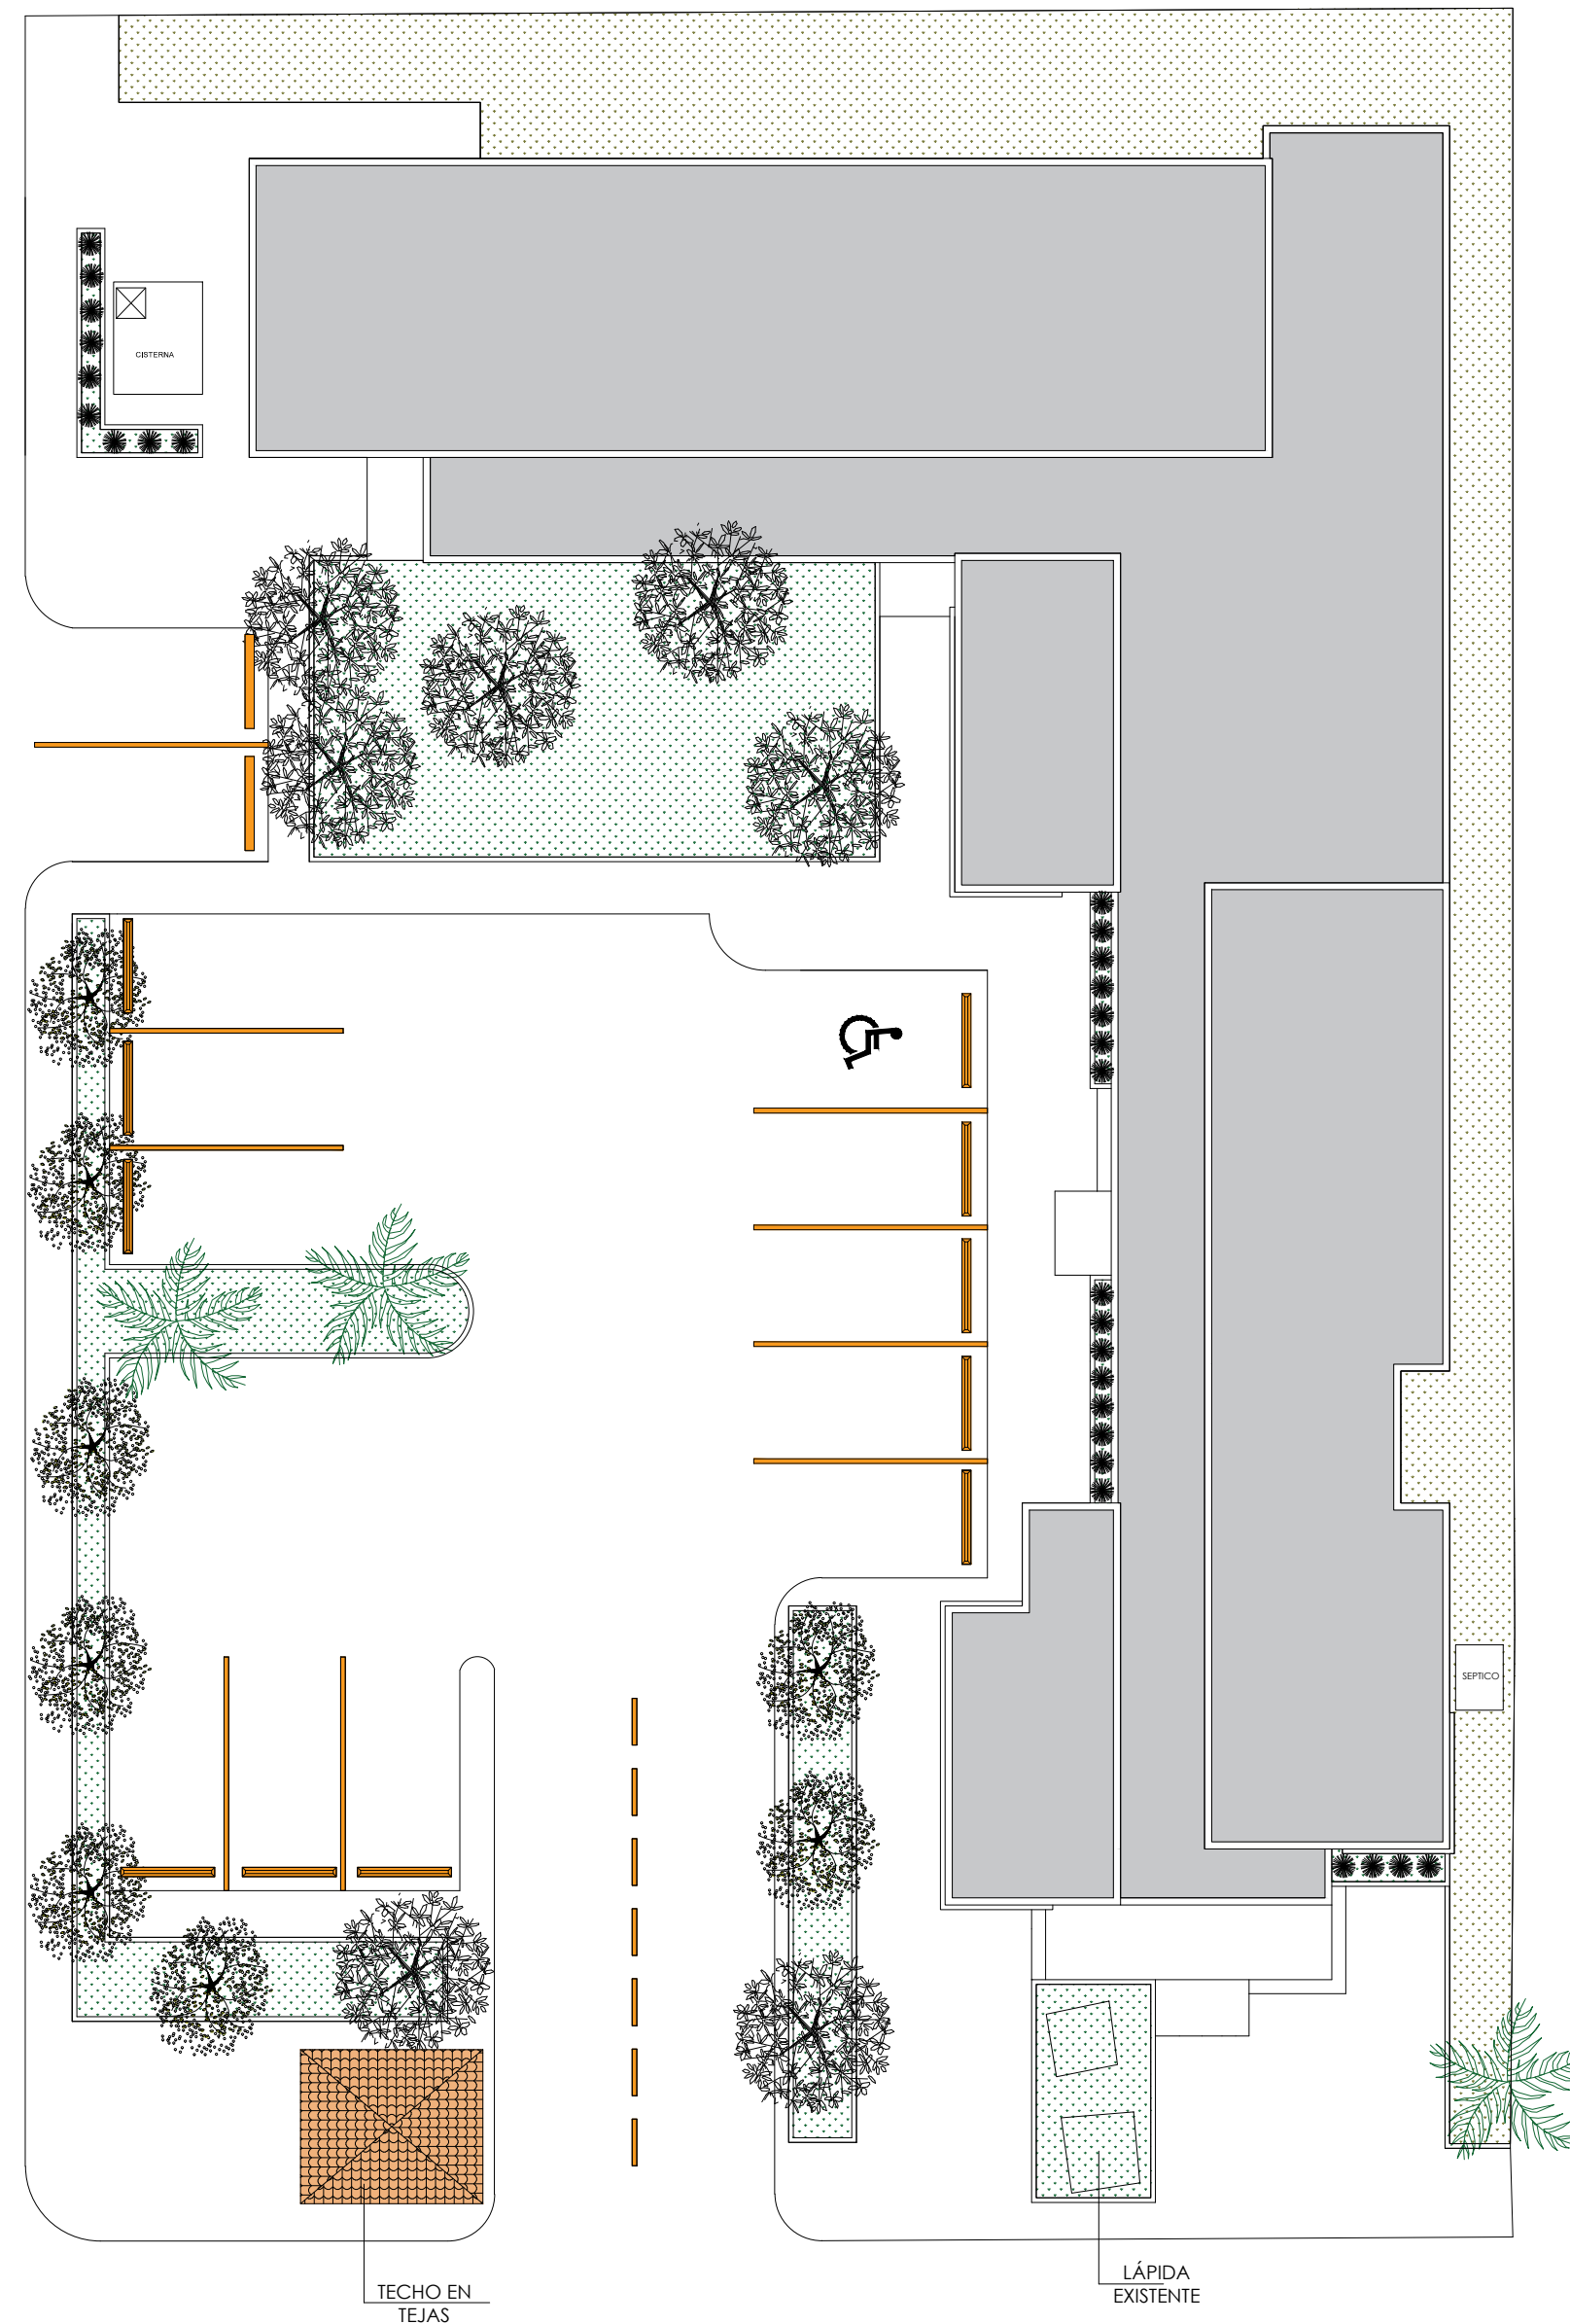 CISTERNA
SEPTICO
TECHO EN
TEJAS
LÁPIDA
EXISTENTE